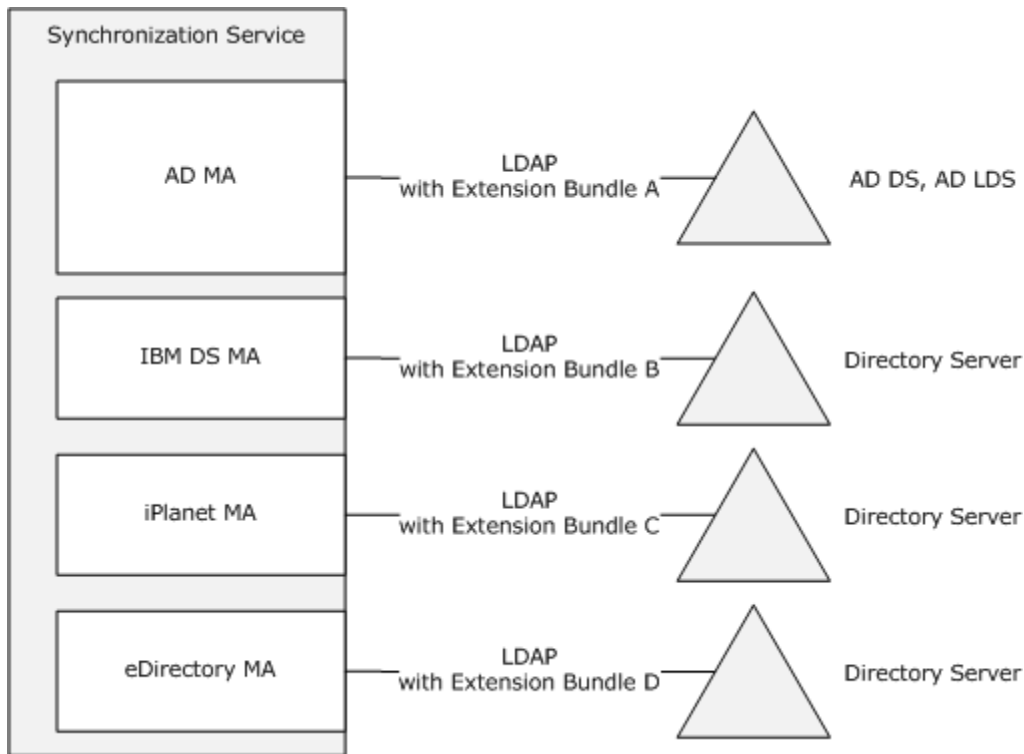 Synchronization Service
AD MA
LDAP
with Extension Bundle A
AD DS, AD LDS
IBM DS MA
LDAP
with Extension Bundle B
Directory Server
iPlanet MA
LDAP
with Extension Bundle C
Directory Server
eDirectory MA
LDAP
with Extension Bundle D
Directory Server